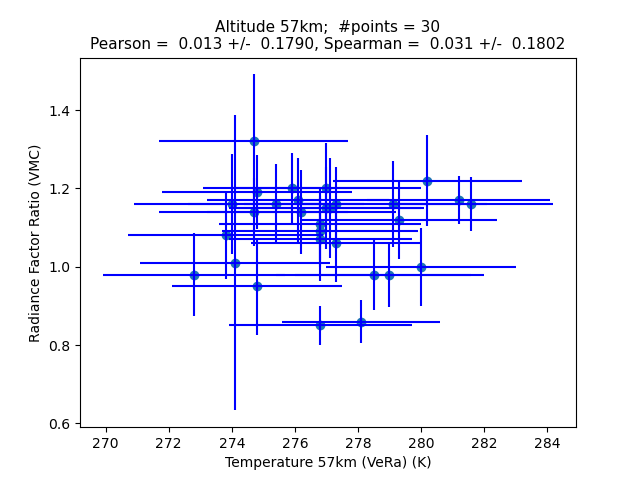 Altitude 57km;  #points = 30
Pearson =  0.013 +/-  0.1790, Spearman =  0.031 +/-  0.1802
Radiance Factor Ratio (VMC)
1.4
1.2
1.0
0.8
0.6
270 272 274 276 278 280 282 284
Temperature 57km (VeRa) (K)